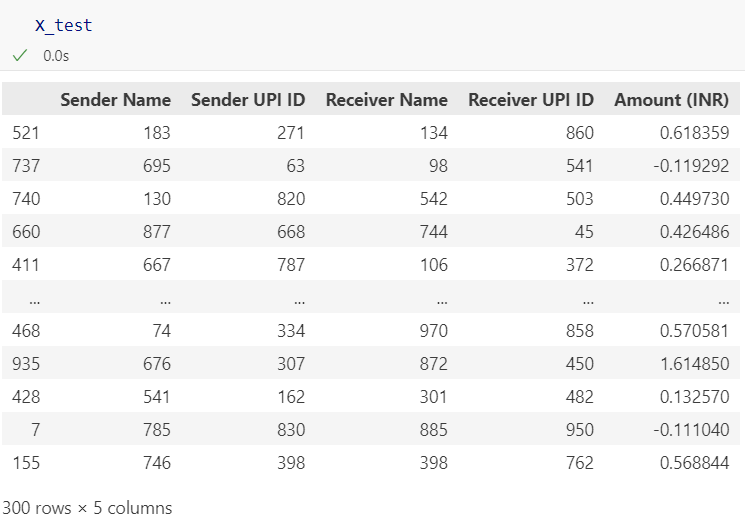 X_test
0.0s
Sender Name Sender UPI ID Receiver Name Receiver UPI ID Amount (INR)
521 183 271 134 860 0.618359
737 695 63 98 541 -0.119292
740 130 820 542 503 0.449730
660 877 668 744 45 0.426486
411 667 787 106 372 0.266871
... ... ... ... ... ...
468 74 334 970 858 0.570581
935 676 307 872 450 1.614850
428 541 162 301 482 0.132570
7 785 830 885 950 -0.111040
155 746 398 398 762 0.568844
300 rows × 5 columns